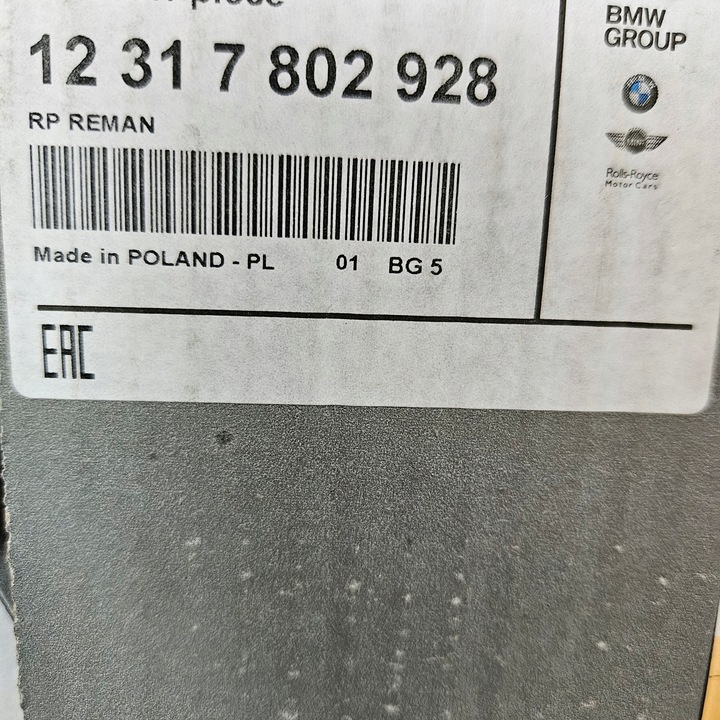 BMW
GROUP
12 31 7 802 928
RP REMAN
MINI
Rolls-Royce
Motor Cars
Made in POLAND - PL 01 BG 5
EAC